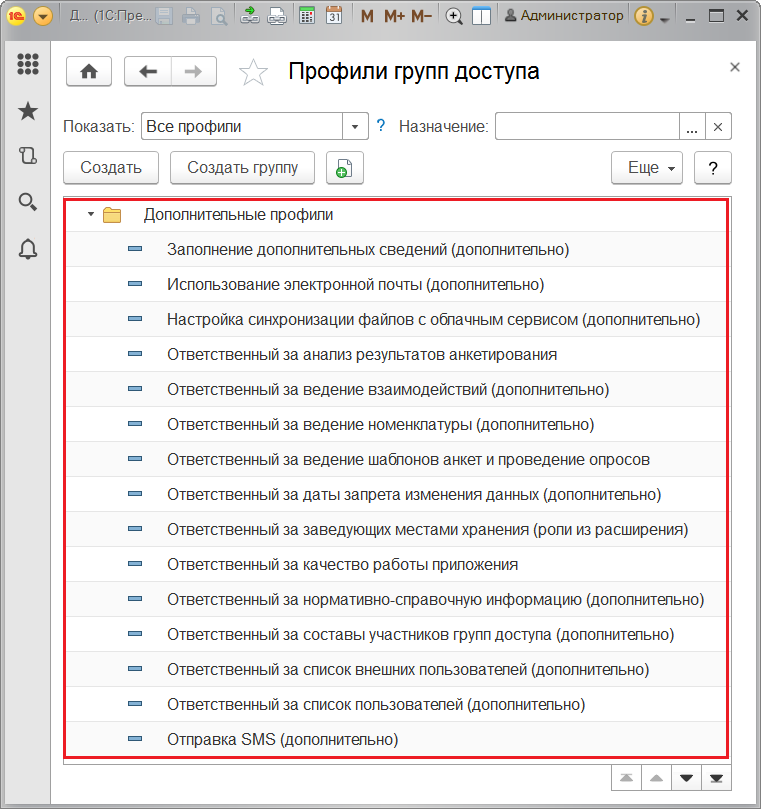 1С Д... (1С:Пре... 31 M M+ M- Администратор i
Профили групп доступа
Показать: Все профили ? Назначение: ...
Создать Создать группу Еще ?
Дополнительные профили
Заполнение дополнительных сведений (дополнительно)
Использование электронной почты (дополнительно)
Настройка синхронизации файлов с облачным сервисом (дополнительно)
Ответственный за анализ результатов анкетирования
Ответственный за ведение взаимодействий (дополнительно)
Ответственный за ведение номенклатуры (дополнительно)
Ответственный за ведение шаблонов анкет и проведение опросов
Ответственный за даты запрета изменения данных (дополнительно)
Ответственный за заведующих местами хранения (роли из расширения)
Ответственный за качество работы приложения
Ответственный за нормативно-справочную информацию (дополнительно)
Ответственный за составы участников групп доступа (дополнительно)
Ответственный за список внешних пользователей (дополнительно)
Ответственный за список пользователей (дополнительно)
Отправка SMS (дополнительно)